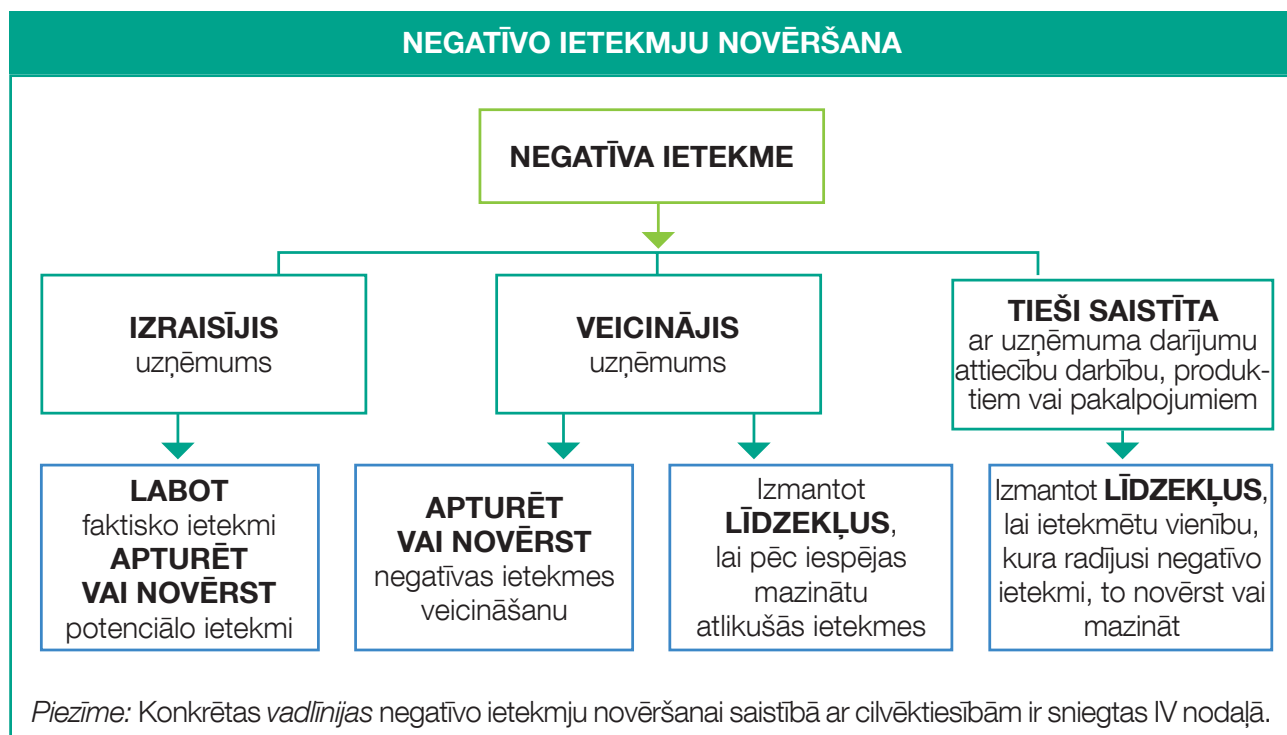 NEGATĪVO IETEKMJU NOVĒRŠANA
NEGATĪVA IETEKME
IZRAISĪJIS
uzņēmums
VEICINĀJIS
uzņēmums
TIEŠI SAISTĪTA
ar uzņēmuma darījumu
attiecību darbību, produk-
tiem vai pakalpojumiem
LABOT
faktisko ietekmi
APTURĒT
VAI NOVĒRST
potenciālo ietekmi
APTURĒT
VAI NOVĒRST
negatīvas ietekmes
veicināšanu
Izmantot
LĪDZEKĻUS,
lai pēc iespējas
mazinātu
atlikušās ietekmes
Izmantot LĪDZEKĻUS,
lai ietekmētu vienību,
kura radījusi negatīvo
ietekmi, to novērst vai
mazināt
Piezīme: Konkrētas vadlīnijas negatīvo ietekmju novēršanai saistībā ar cilvēktiesībām ir sniegtas IV nodaļā.